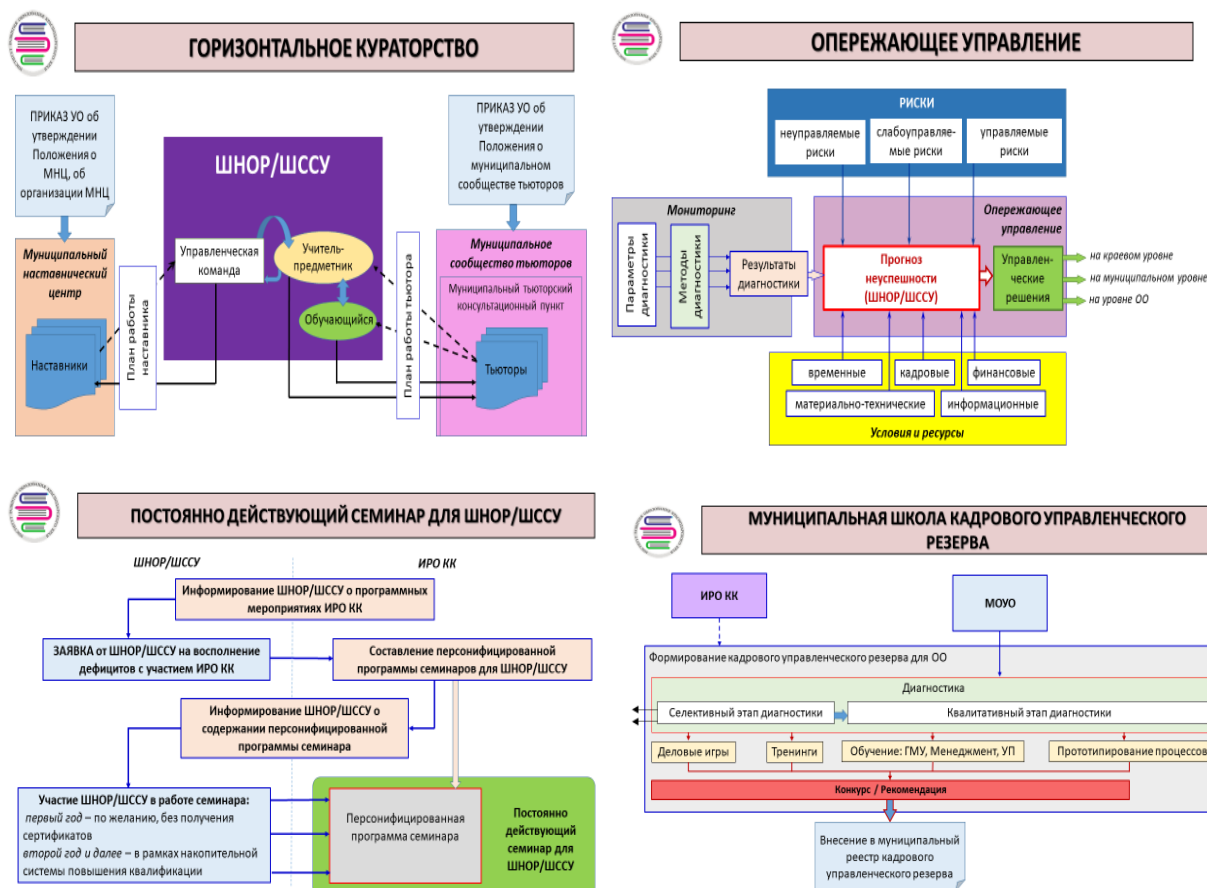 ГОРИЗОНТАЛЬНОЕ КУРАТОРСТВО
ПРИКАЗ УО об
утверждении
Положения о
МНЦ, об
организации МНЦ
ШНОР/ШССУ
ПРИКАЗ УО об
утверждении
Положения о
муниципальном
сообществе тьюторов
Муниципальный
наставнический
центр
Наставники
План работы
наставника
Управленческая
команда
Учитель-
предметник
Обучающийся
План работы тьютора
Муниципальное
сообщество тьюторов
Муниципальный тьюторский
консультационный пункт
Тьюторы
ОПЕРЕЖАЮЩЕЕ УПРАВЛЕНИЕ
РИСКИ
неуправляемые
риски
слабоуправляе-
мые риски
управляемые
риски
Мониторинг
Параметры
диагностики
Методы
диагностики
Результаты
диагностики
Опережающее
управление
Прогноз
неуспешности
(ШНОР/ШССУ)
Управлен-
ческие
решения
на краевом уровне
на муниципальном уровне
на уровне ОО
временные
кадровые
финансовые
материально-технические
информационные
Условия и ресурсы
ПОСТОЯННО ДЕЙСТВУЮЩИЙ СЕМИНАР ДЛЯ ШНОР/ШССУ
ШНОР/ШССУ
ИРО КК
Информирование ШНОР/ШССУ о программных
мероприятиях ИРО КК
ЗАЯВКА от ШНОР/ШССУ на восполнение
дефицитов с участием ИРО КК
Составление персонифицированной
программы семинаров для ШНОР/ШССУ
Информирование ШНОР/ШССУ о
содержании персонифицированной
программы семинара
Участие ШНОР/ШССУ в работе семинара:
первый год – по желанию, без получения
сертификатов
второй год и далее – в рамках накопительной
системы повышения квалификации
Персонифицированная
программа семинара
Постоянно
действующий
семинар для
ШНОР/ШССУ
МУНИЦИПАЛЬНАЯ ШКОЛА КАДРОВОГО УПРАВЛЕНЧЕСКОГО
РЕЗЕРВА
ИРО КК
МОУО
Формирование кадрового управленческого резерва для ОО
Диагностика
Селективный этап диагностики
Квалитативный этап диагностики
Деловые игры
Тренинги
Обучение: ГМУ, Менеджмент, УП
Прототипирование процессов
Конкурс / Рекомендация
Внесение в муниципальный
реестр кадрового
управленческого резерва